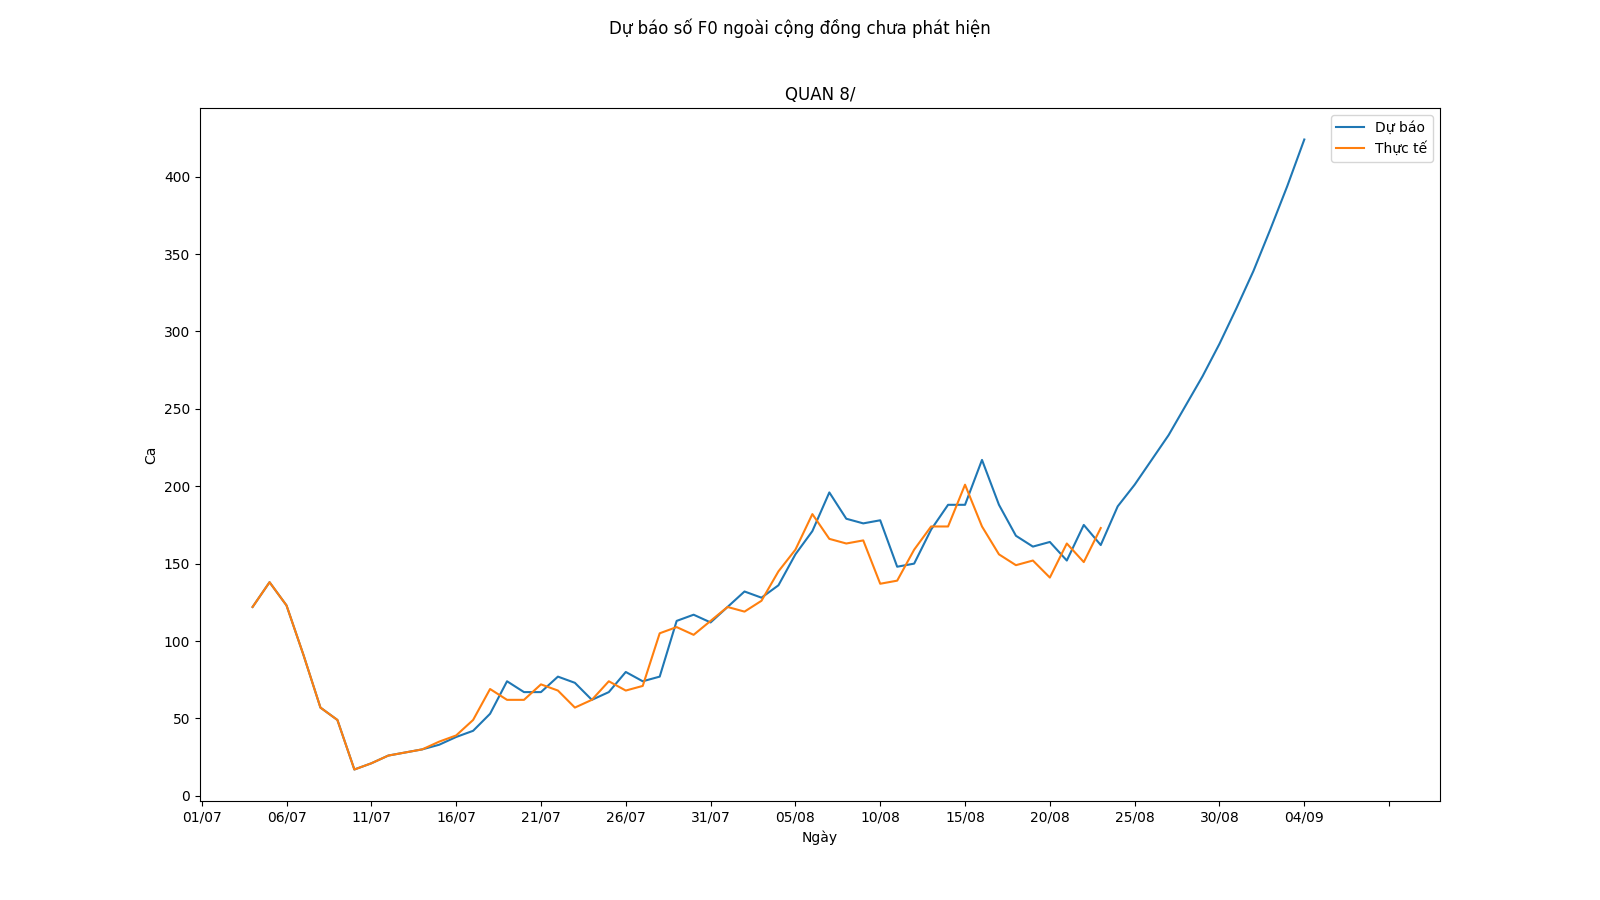 Dự báo số F0 ngoài cộng đồng chưa phát hiện
QUAN 8/
Dự báo
Thực tế
400
350
300
250
200
150
100
50
0
Ca
01/07 06/07 11/07 16/07 21/07 26/07 31/07 05/08 10/08 15/08 20/08 25/08 30/08 04/09
Ngày